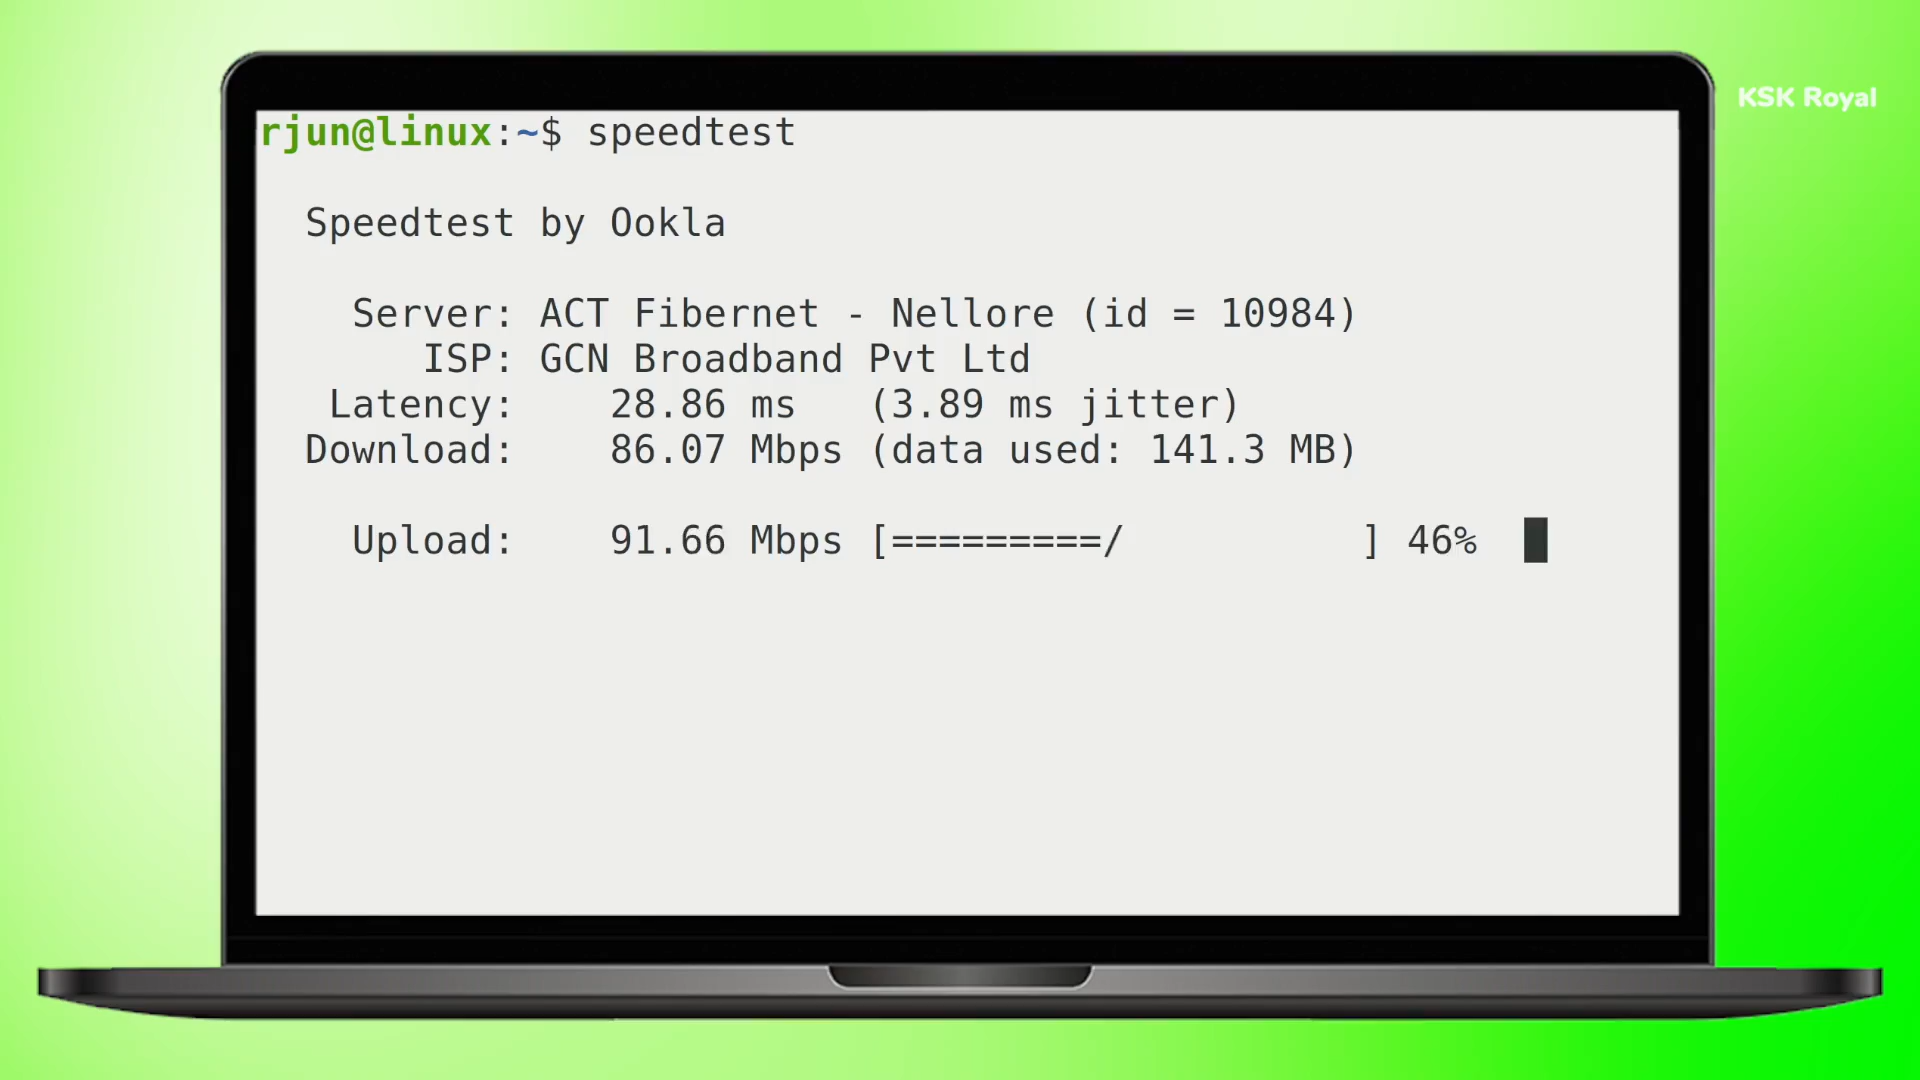 KSK Royal
rjun@linux:~$ speedtest
Speedtest by Ookla
Server: ACT Fibernet - Nellore (id = 10984)
ISP: GCN Broadband Pvt Ltd
Latency: 28.86 ms (3.89 ms jitter)
Download: 86.07 Mbps (data used: 141.3 MB)
Upload: 91.66 Mbps [=========/ ] 46%